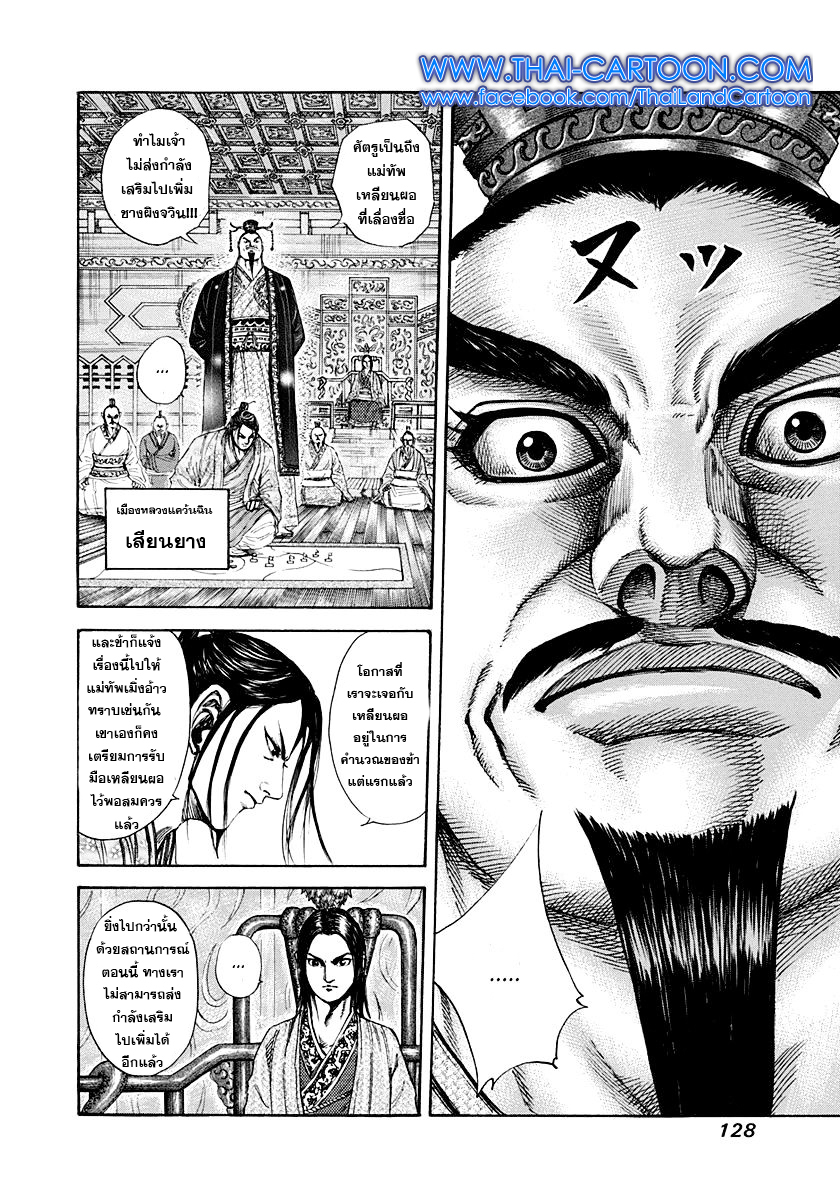 WWW.THAI-CARTOON.COM
www.facebook.com/ThaiLandCartoon
ヌッ
.....
ศัตรูเป็นถึง
แม่ทัพ
เหลียนผอ
ที่เลื่องชื่อ
ทำไมเจ้า
ไม่ส่งกำลัง
เสริมไปเพิ่ม
ซางผิงจวิน!!!
...
เมืองหลวงแคว้นฉิน
เสียนยาง
โอกาสที่
เราจะเจอกับ
เหลียนผอ
อยู่ในการ
คำนวณของข้า
แต่แรกแล้ว
และข้าก็แจ้ง
เรื่องนี้ไปให้
แม่ทัพเมิ่งอ้าว
ทราบเช่นกัน
เขาเองก็คง
เตรียมการรับ
มือเหลียนผอ
ไว้พอสมควร
แล้ว
...
ยิ่งไปกว่านั้น
ด้วยสถานการณ์
ตอนนี้ ทางเรา
ไม่สามารถส่ง
กำลังเสริม
ไปเพิ่มได้
อีกแล้ว
128